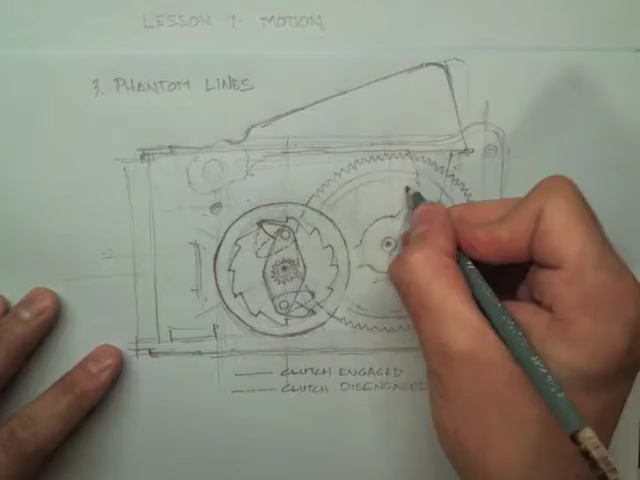 LESSON 7. MOTION
3. PHANTOM LINES
CLUTCH ENGAGED
CLUTCH DISENGAGED